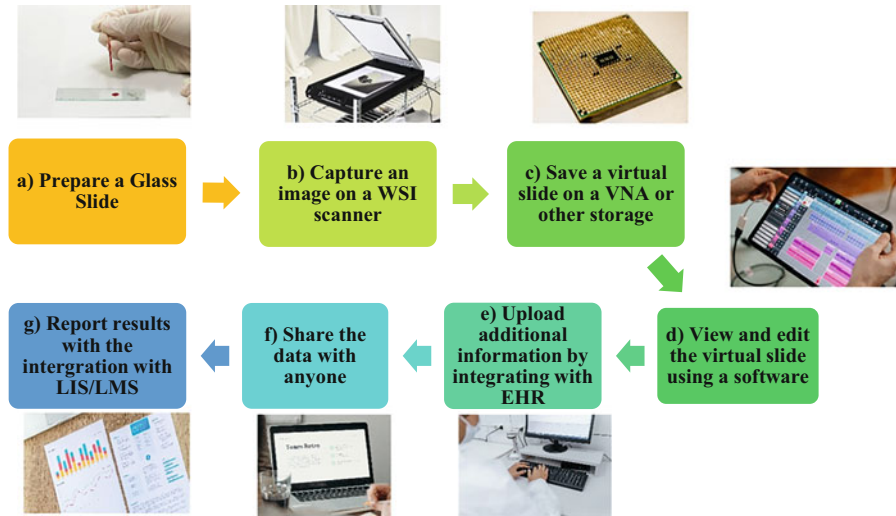 a) Prepare a Glass
Slide
b) Capture an
image on a WSI
scanner
c) Save a virtual
slide on a VNA or
other storage
d) View and edit
the virtual slide
using a software
e) Upload
additional
information by
integrating with
EHR
f) Share the
data with
anyone
g) Report results
with the
intergration with
LIS/LMS
Team Retro